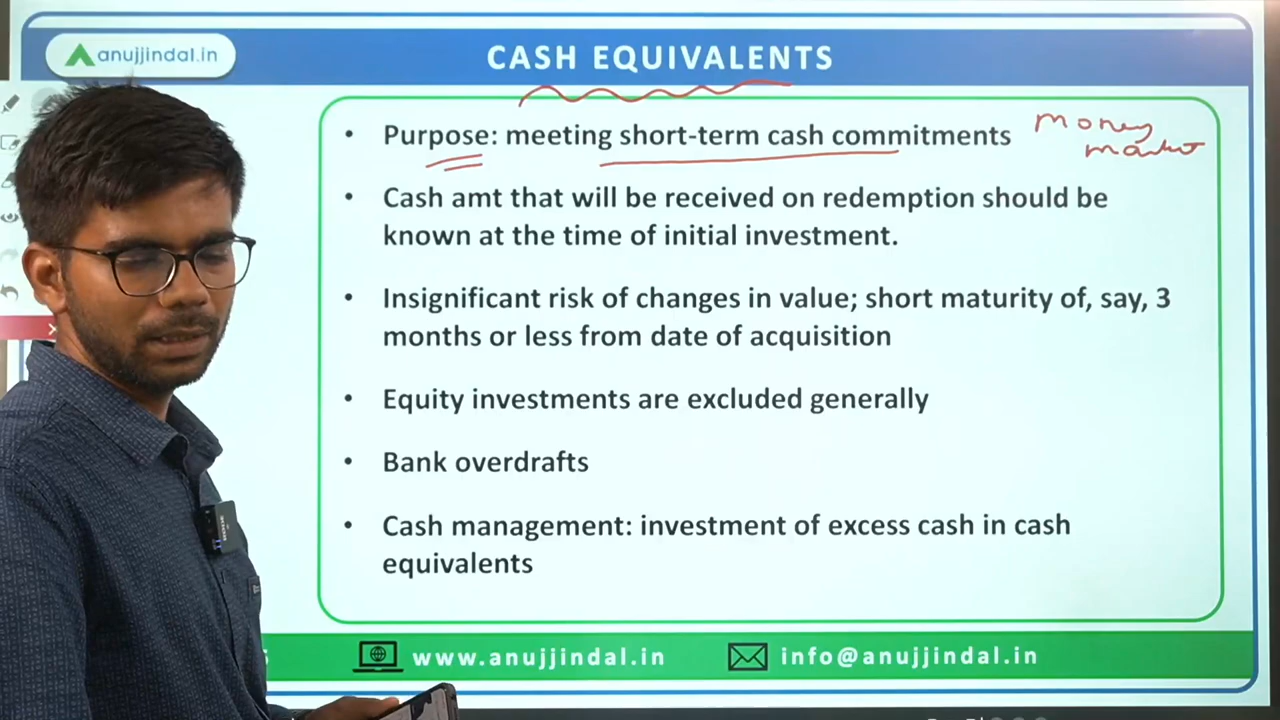 anujjindal.in
CASH EQUIVALENTS
• Purpose: meeting short-term cash commitments
money
market
• Cash amt that will be received on redemption should be
known at the time of initial investment.
• Insignificant risk of changes in value; short maturity of, say, 3
months or less from date of acquisition
• Equity investments are excluded generally
• Bank overdrafts
• Cash management: investment of excess cash in cash
equivalents
www.anujjindal.in
info@anujjindal.in